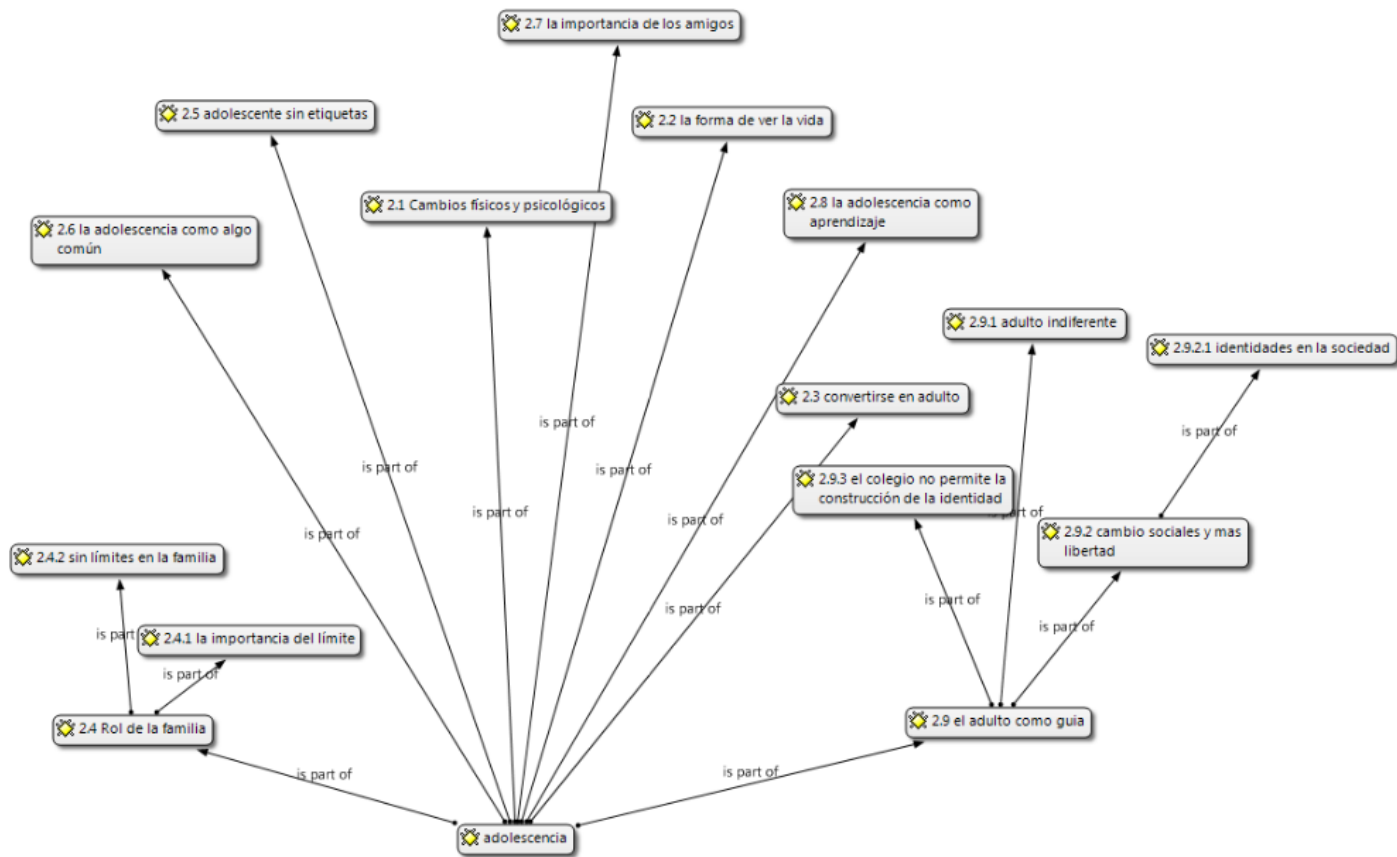 2.7 la importancia de los amigos
2.5 adolescente sin etiquetas
2.2 la forma de ver la vida
2.1 Cambios físicos y psicológicos
2.8 la adolescencia como
aprendizaje
2.6 la adolescencia como algo
común
2.9.1 adulto indiferente
2.9.2.1 identidades en la sociedad
2.3 convertirse en adulto
is part of
is part of
is part of
is part of
2.9.3 el colegio no permite la
construcción de la identidad
is part of
is part of
is part of
is part of
2.9.2 cambio sociales y mas
libertad
2.4.2 sin límites en la familia
is part of
is part of
is part of
is part
2.4.1 la importancia del límite
is part of
2.4 Rol de la familia
2.9 el adulto como guia
is part of
is part of
adolescencia